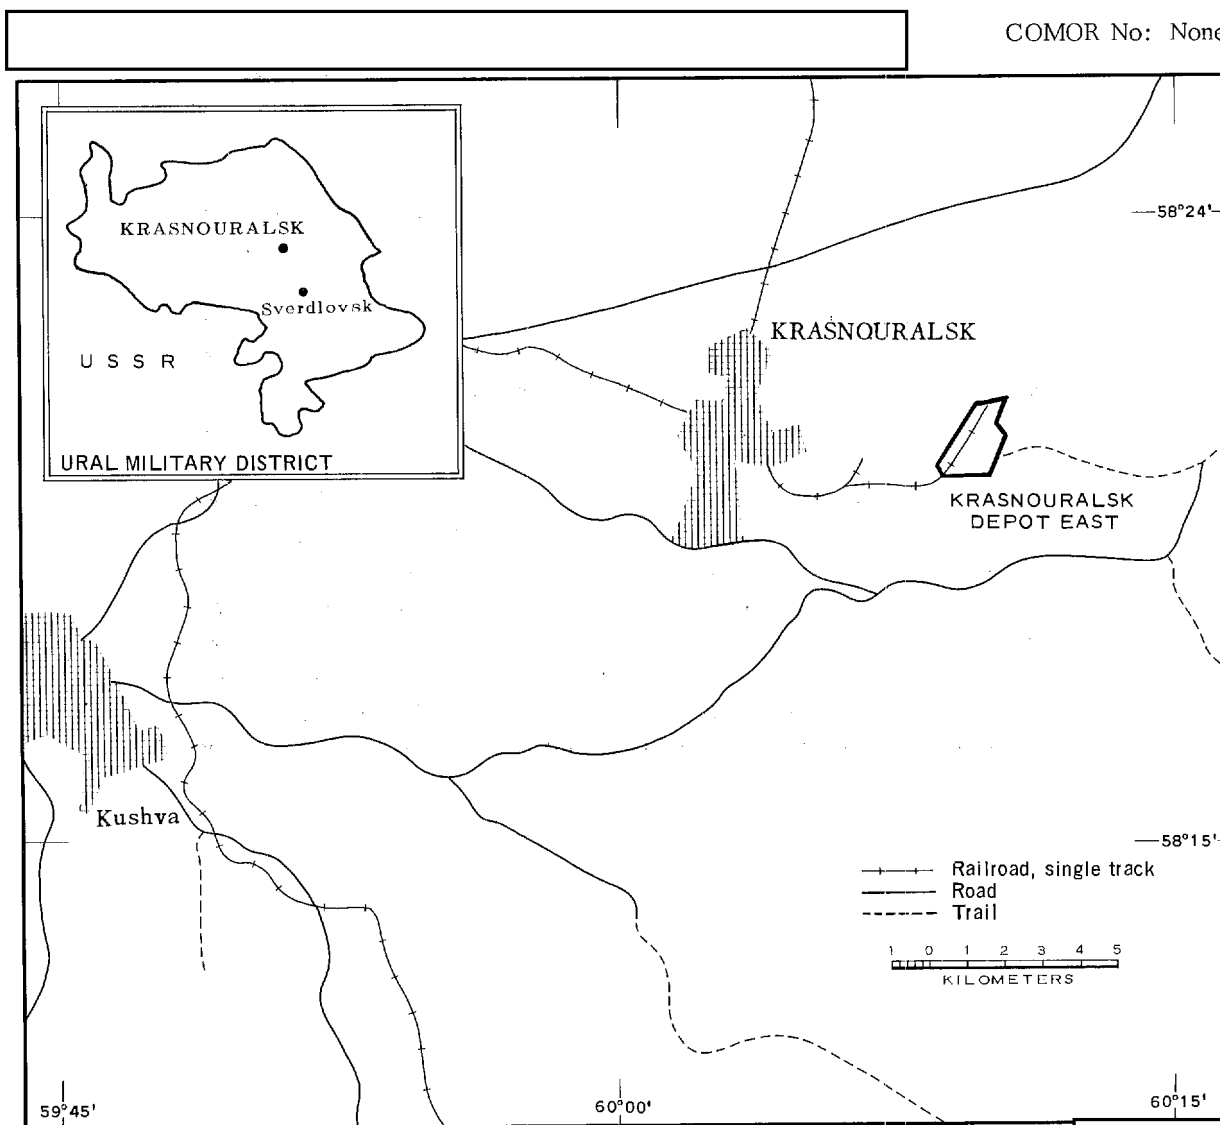 COMOR No: None
58°24'
KRASNOURALSK
Sverdlovsk
USSR
URAL MILITARY DISTRICT
KRASNOURALSK
KRASNOURALSK
DEPOT EAST
Kushva
58°15'
Railroad, single track
Road
Trail
1 0 1 2 3 4 5
KILOMETERS
59°45'
60°00'
60°15'